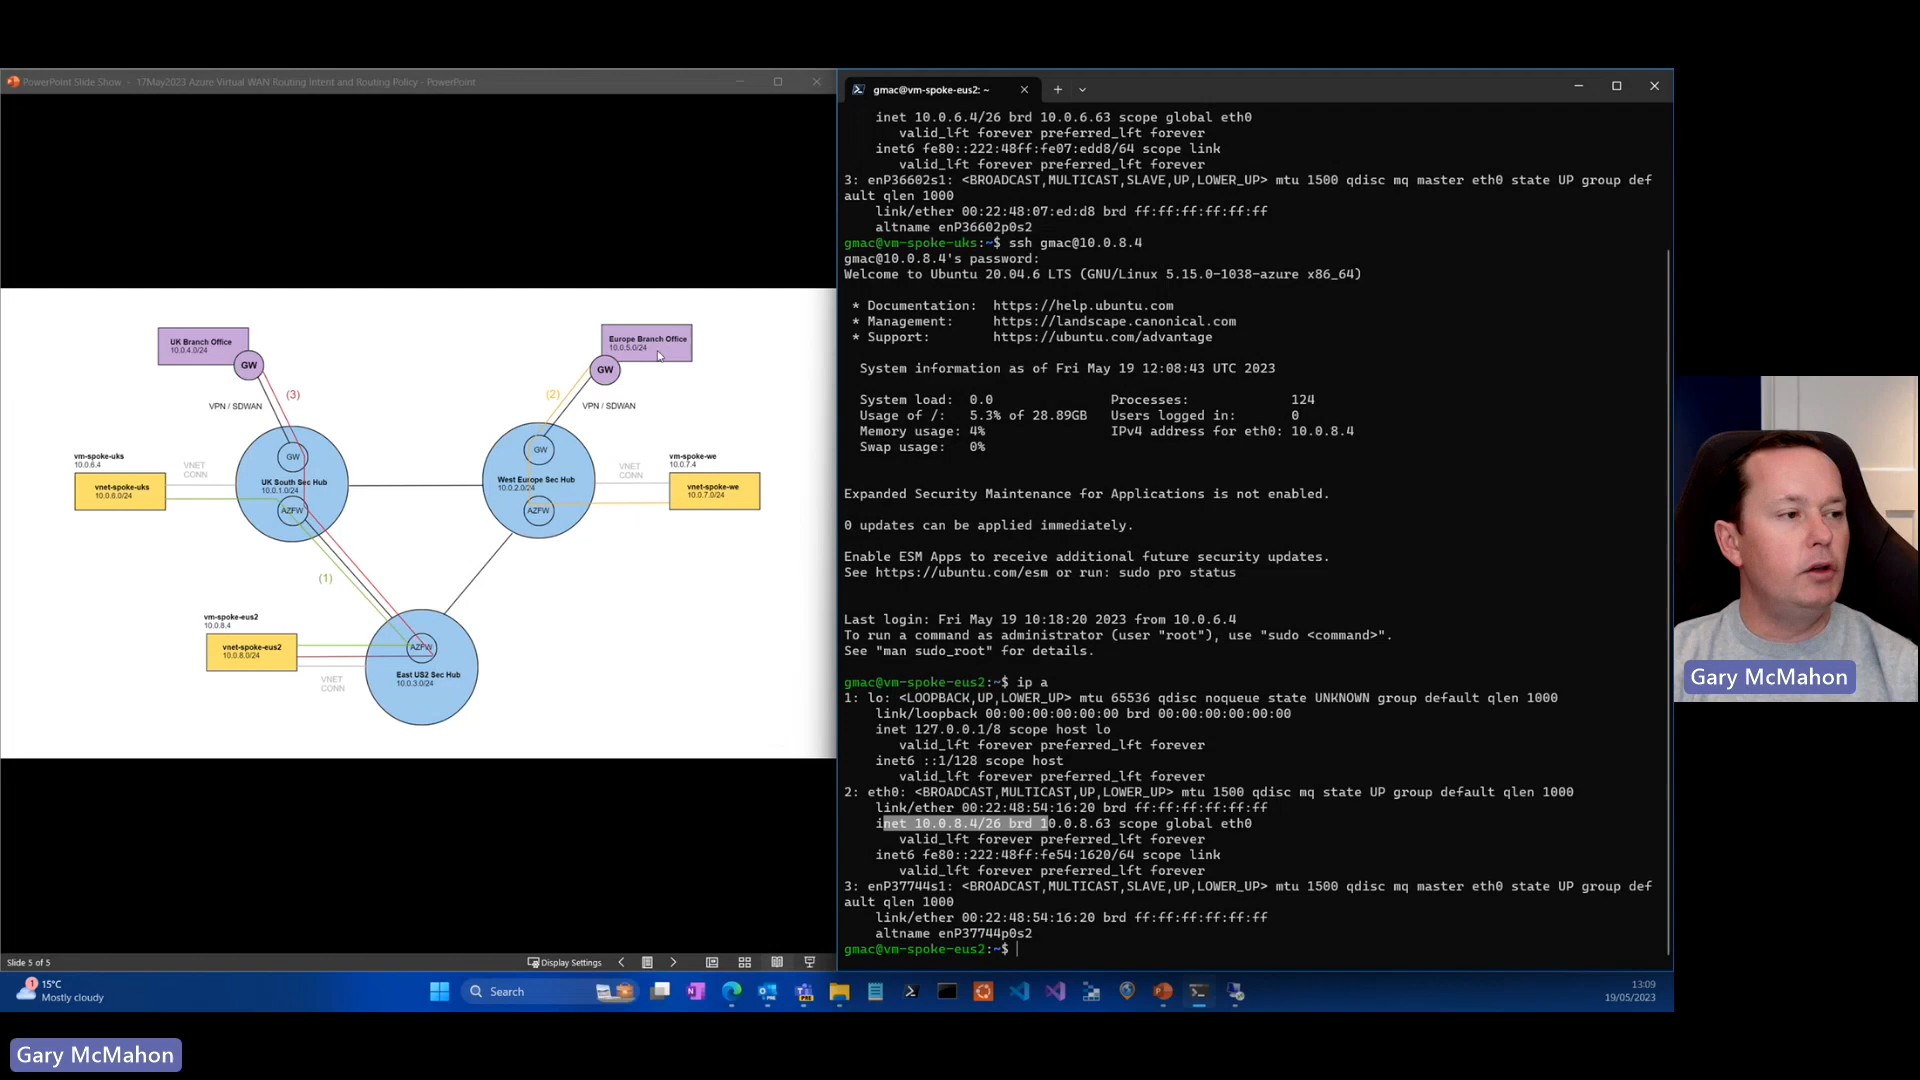 PowerPoint Slide Show - 17May2023 Azure Virtual WAN Routing Intent and Routing Policy - PowerPoint
UK Branch Office
10.0.4.0/24
GW
(3)
VPN / SDWAN
Europe Branch Office
10.0.5.0/24
GW
(2)
VPN / SDWAN
vm-spoke-uks
10.0.6.4
VNET
CONN
vnet-spoke-uks
10.0.6.0/24
GW
UK South Sec Hub
10.0.1.0/24
AZFW
GW
West Europe Sec Hub
10.0.2.0/24
AZFW
VNET
CONN
vm-spoke-we
10.0.7.4
vnet-spoke-we
10.0.7.0/24
(1)
vm-spoke-eus2
10.0.8.4
vnet-spoke-eus2
10.0.8.0/24
VNET
CONN
AZFW
East US2 Sec Hub
10.0.3.0/24
Slide 5 of 5
Display Settings
gmac@vm-spoke-eus2: ~
inet 10.0.6.4/26 brd 10.0.6.63 scope global eth0
valid_lft forever preferred_lft forever
inet6 fe80::222:48ff:fe07:edd8/64 scope link
valid_lft forever preferred_lft forever
3: enP36602s1: <BROADCAST,MULTICAST,SLAVE,UP,LOWER_UP> mtu 1500 qdisc mq master eth0 state UP group def
ault qlen 1000
link/ether 00:22:48:07:ed:d8 brd ff:ff:ff:ff:ff:ff
altname enP36602p0s2
gmac@vm-spoke-uks:~$ ssh gmac@10.0.8.4
gmac@10.0.8.4's password:
Welcome to Ubuntu 20.04.6 LTS (GNU/Linux 5.15.0-1038-azure x86_64)
* Documentation: https://help.ubuntu.com
* Management: https://landscape.canonical.com
* Support: https://ubuntu.com/advantage
System information as of Fri May 19 12:08:43 UTC 2023
System load: 0.0 Processes: 124
Usage of /: 5.3% of 28.89GB Users logged in: 0
Memory usage: 4% IPv4 address for eth0: 10.0.8.4
Swap usage: 0%
Expanded Security Maintenance for Applications is not enabled.
0 updates can be applied immediately.
Enable ESM Apps to receive additional future security updates.
See https://ubuntu.com/esm or run: sudo pro status
Last login: Fri May 19 10:18:20 2023 from 10.0.6.4
To run a command as administrator (user "root"), use "sudo <command>".
See "man sudo_root" for details.
gmac@vm-spoke-eus2:~$ ip a
1: lo: <LOOPBACK,UP,LOWER_UP> mtu 65536 qdisc noqueue state UNKNOWN group default qlen 1000
link/loopback 00:00:00:00:00:00 brd 00:00:00:00:00:00
inet 127.0.0.1/8 scope host lo
valid_lft forever preferred_lft forever
inet6 ::1/128 scope host
valid_lft forever preferred_lft forever
2: eth0: <BROADCAST,MULTICAST,UP,LOWER_UP> mtu 1500 qdisc mq state UP group default qlen 1000
link/ether 00:22:48:54:16:20 brd ff:ff:ff:ff:ff:ff
inet 10.0.8.4/26 brd 10.0.8.63 scope global eth0
valid_lft forever preferred_lft forever
inet6 fe80::222:48ff:fe54:1620/64 scope link
valid_lft forever preferred_lft forever
3: enP37744s1: <BROADCAST,MULTICAST,SLAVE,UP,LOWER_UP> mtu 1500 qdisc mq master eth0 state UP group def
ault qlen 1000
link/ether 00:22:48:54:16:20 brd ff:ff:ff:ff:ff:ff
altname enP37744p0s2
gmac@vm-spoke-eus2:~$
Gary McMahon
1
15°C
Mostly cloudy
Search
13:09
19/05/2023
Gary McMahon